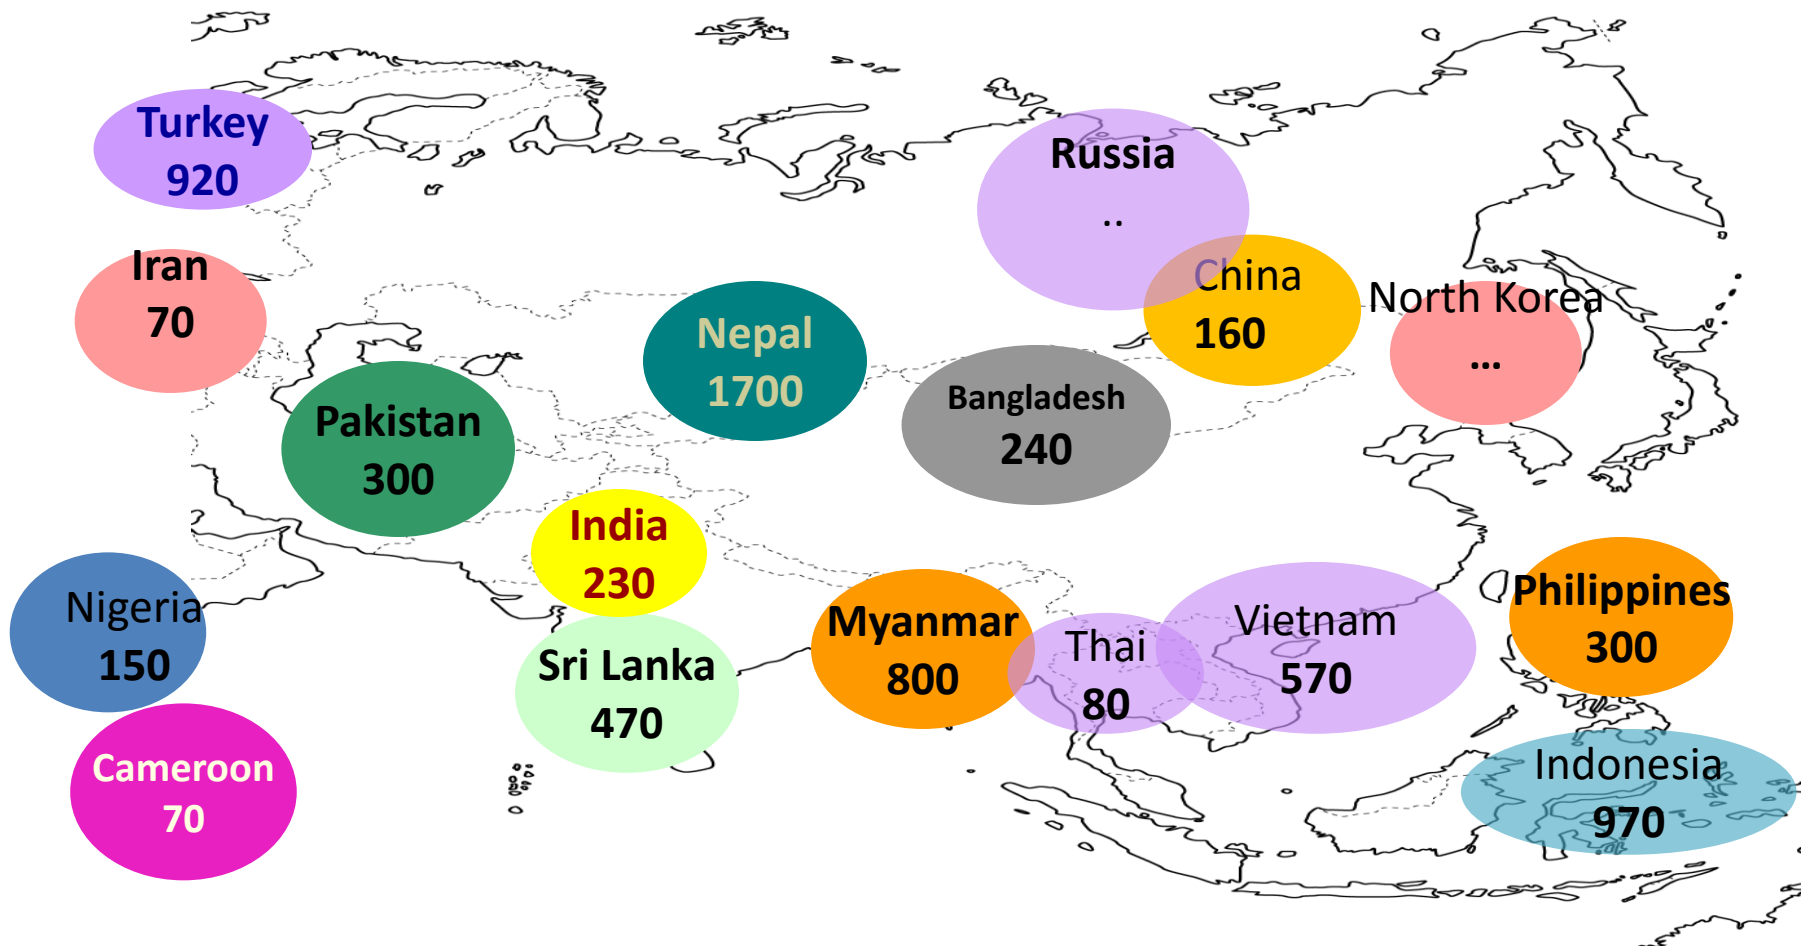 Turkey
920
Russia
..
Iran
70
China
160
North Korea
...
Nepal
1700
Bangladesh
240
Pakistan
300
India
230
Nigeria
150
Sri Lanka
470
Myanmar
800
Thai
80
Vietnam
570
Philippines
300
Cameroon
70
Indonesia
970